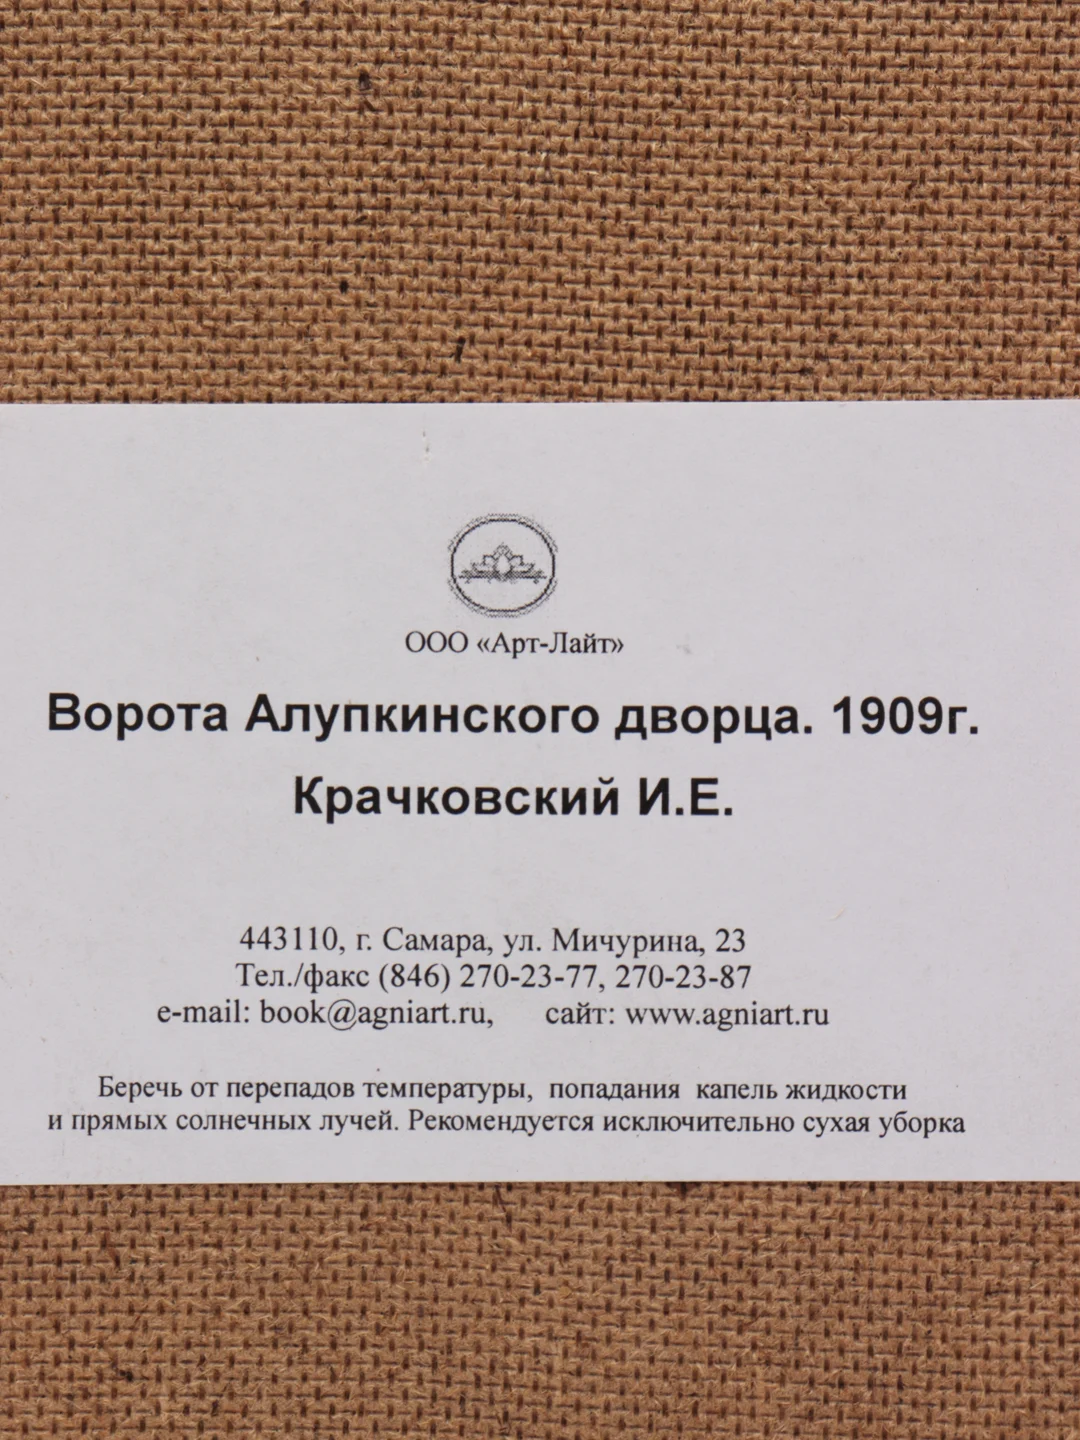 ООО «Арт-Лайт»
Ворота Алупкинского дворца. 1909г.
Крачковский И.Е.
443110, г. Самара, ул. Мичурина, 23
Тел./факс (846) 270-23-77, 270-23-87
e-mail: book@agniart.ru, сайт: www.agniart.ru
Беречь от перепадов температуры, попадания капель жидкости
и прямых солнечных лучей. Рекомендуется исключительно сухая уборка